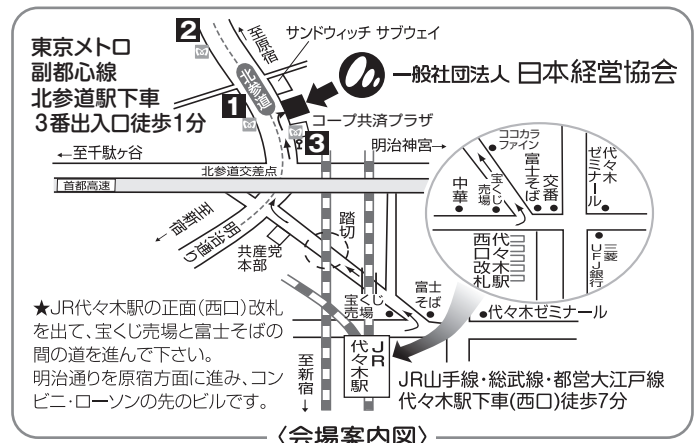 東京メトロ
副都心線
北参道駅下車
3番出入口徒歩1分
2
至原宿
サンドウィッチ サブウェイ
北参道
1
一般社団法人 日本経営協会
コープ共済プラザ
3
←至千駄ヶ谷
明治神宮→
北参道交差点
首都高速
至新宿
明治通り
共産党
本部
踏切
宝くじ
売場
富士
そば
代々木ゼミナール
ココカラ
ファイン
中華
宝くじ
売場
富士そば
交番
代々木
ゼミナール
代々木駅
西口改札
三菱
UFJ銀行
★JR代々木駅の正面(西口)改札
を出て、宝くじ売場と富士そばの
間の道を進んで下さい。
明治通りを原宿方面に進み、コン
ビニ・ローソンの先のビルです。
至新宿↓
JR
代々木駅
JR山手線・総武線・都営大江戸線
代々木駅下車(西口)徒歩7分
〈会場案内図〉